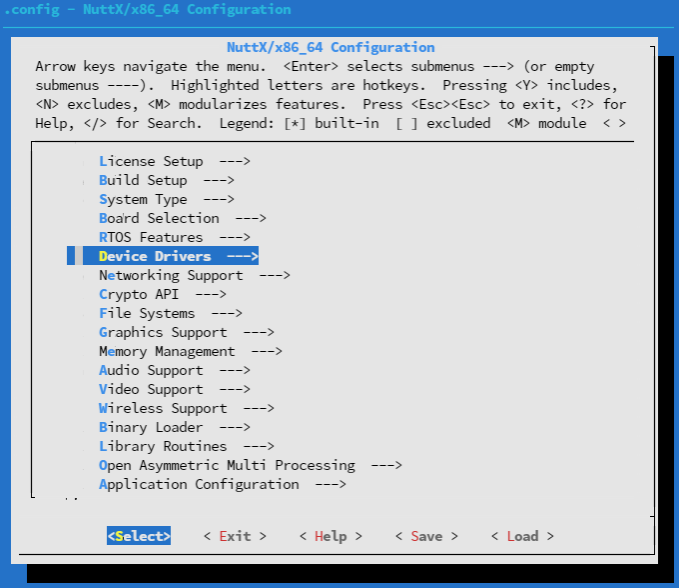 .config - NuttX/x86_64 Configuration
NuttX/x86_64 Configuration
Arrow keys navigate the menu.  <Enter> selects submenus ---> (or empty
submenus ----).  Highlighted letters are hotkeys.  Pressing <Y> includes,
<N> excludes, <M> modularizes features.  Press <Esc><Esc> to exit, <?> for
Help, </> for Search.  Legend: [*] built-in  [ ] excluded  <M> module  < >
License Setup  --->
Build Setup  --->
System Type  --->
Board Selection  --->
RTOS Features  --->
Device Drivers  --->
Networking Support  --->
Crypto API  --->
File Systems  --->
Graphics Support  --->
Memory Management  --->
Audio Support  --->
Video Support  --->
Wireless Support  --->
Binary Loader  --->
Library Routines  --->
Open Asymmetric Multi Processing  --->
Application Configuration  --->
<Select>    < Exit >    < Help >    < Save >    < Load >